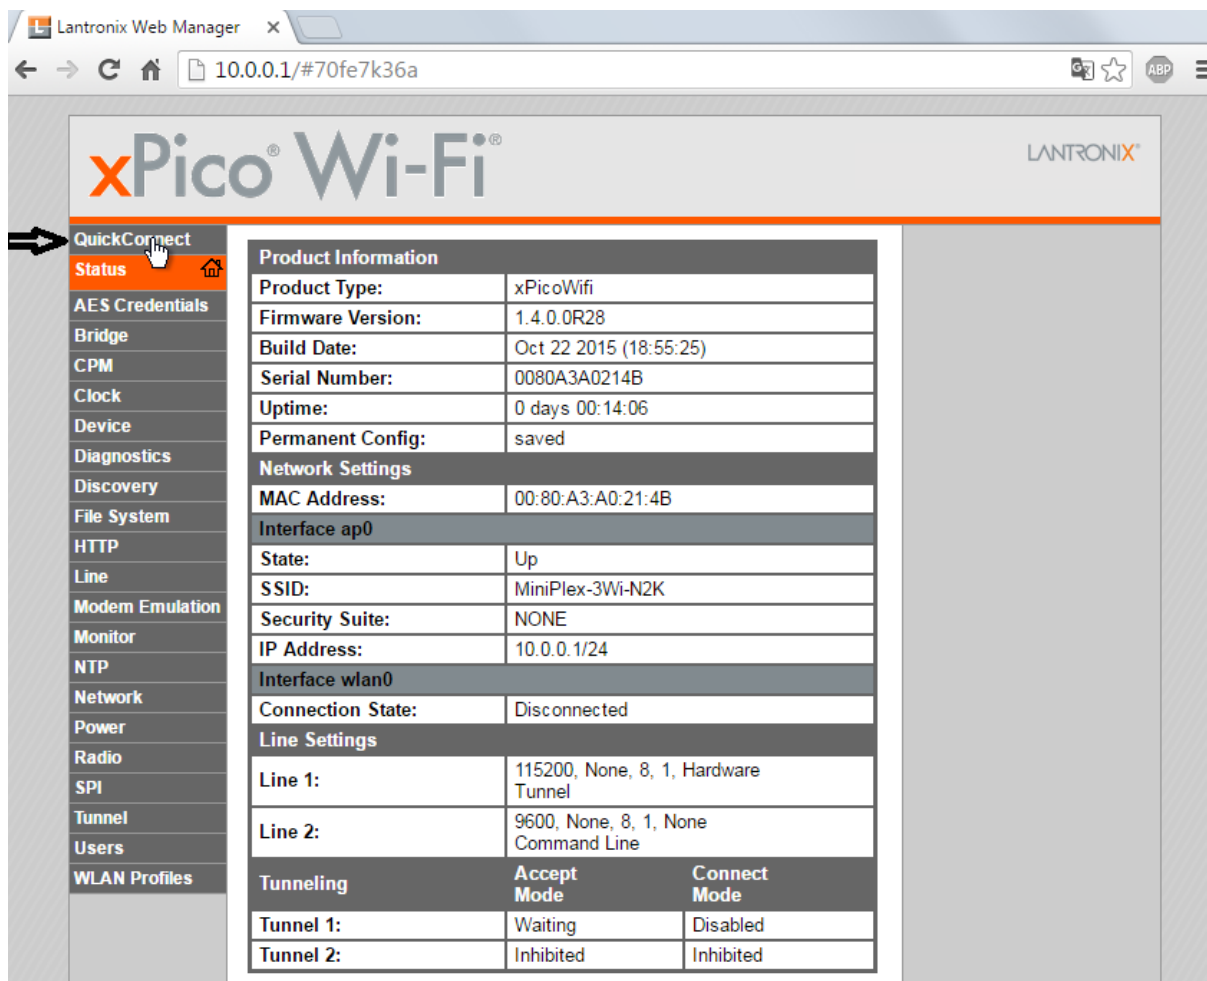 Lantronix Web Manager
10.0.0.1/#70fe7k36a
ABP
xPico® Wi-Fi®
LANTRONIX®
QuickConnect
Status
AES Credentials
Bridge
CPM
Clock
Device
Diagnostics
Discovery
File System
HTTP
Line
Modem Emulation
Monitor
NTP
Network
Power
Radio
SPI
Tunnel
Users
WLAN Profiles
Product Information
Product Type: xPicoWifi
Firmware Version: 1.4.0.0R28
Build Date: Oct 22 2015 (18:55:25)
Serial Number: 0080A3A0214B
Uptime: 0 days 00:14:06
Permanent Config: saved
Network Settings
MAC Address: 00:80:A3:A0:21:4B
Interface ap0
State: Up
SSID: MiniPlex-3Wi-N2K
Security Suite: NONE
IP Address: 10.0.0.1/24
Interface wlan0
Connection State: Disconnected
Line Settings
Line 1: 115200, None, 8, 1, Hardware
Tunnel
Line 2: 9600, None, 8, 1, None
Command Line
Tunneling Accept Mode Connect Mode
Tunnel 1: Waiting Disabled
Tunnel 2: Inhibited Inhibited